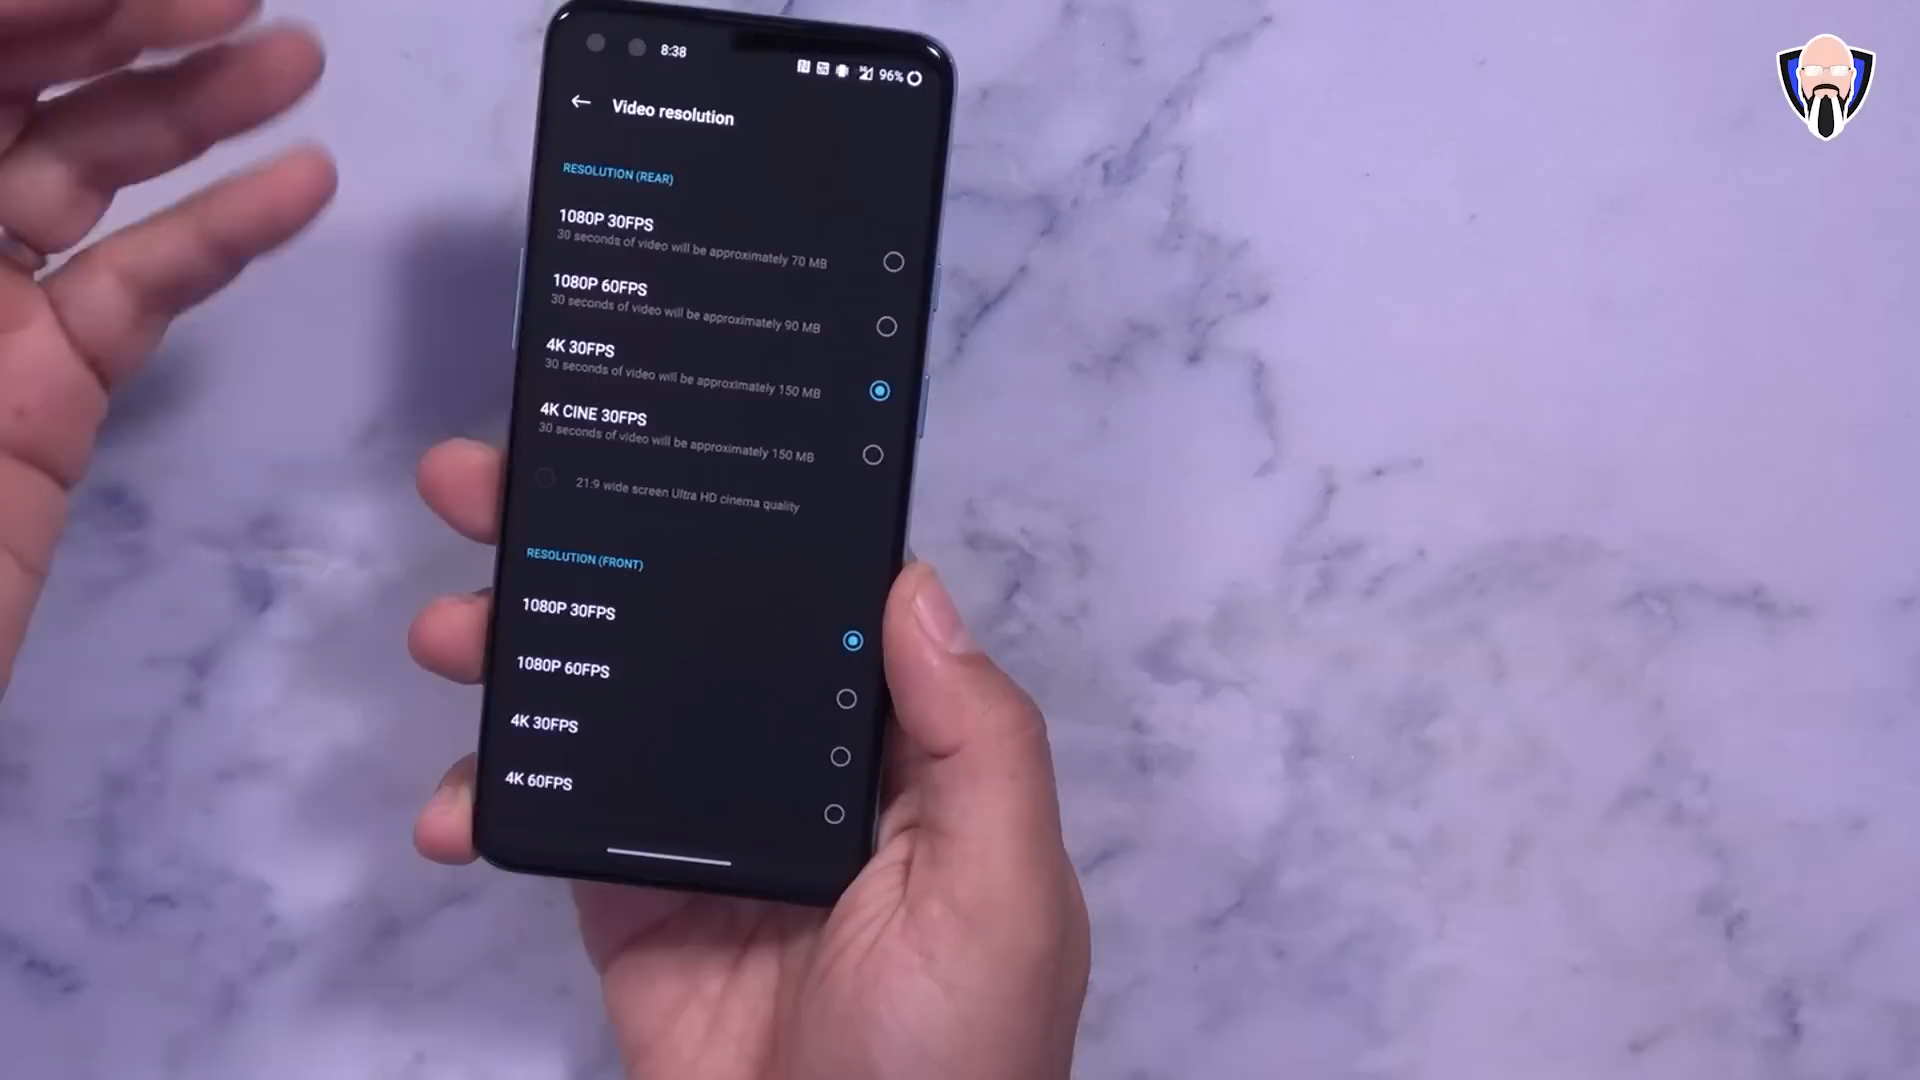 8:38
96%
Video resolution
RESOLUTION (REAR)
1080P 30FPS
30 seconds of video will be approximately 70 MB
1080P 60FPS
30 seconds of video will be approximately 90 MB
4K 30FPS
30 seconds of video will be approximately 150 MB
4K CINE 30FPS
30 seconds of video will be approximately 150 MB
21:9 wide screen Ultra HD cinema quality
RESOLUTION (FRONT)
1080P 30FPS
1080P 60FPS
4K 30FPS
4K 60FPS